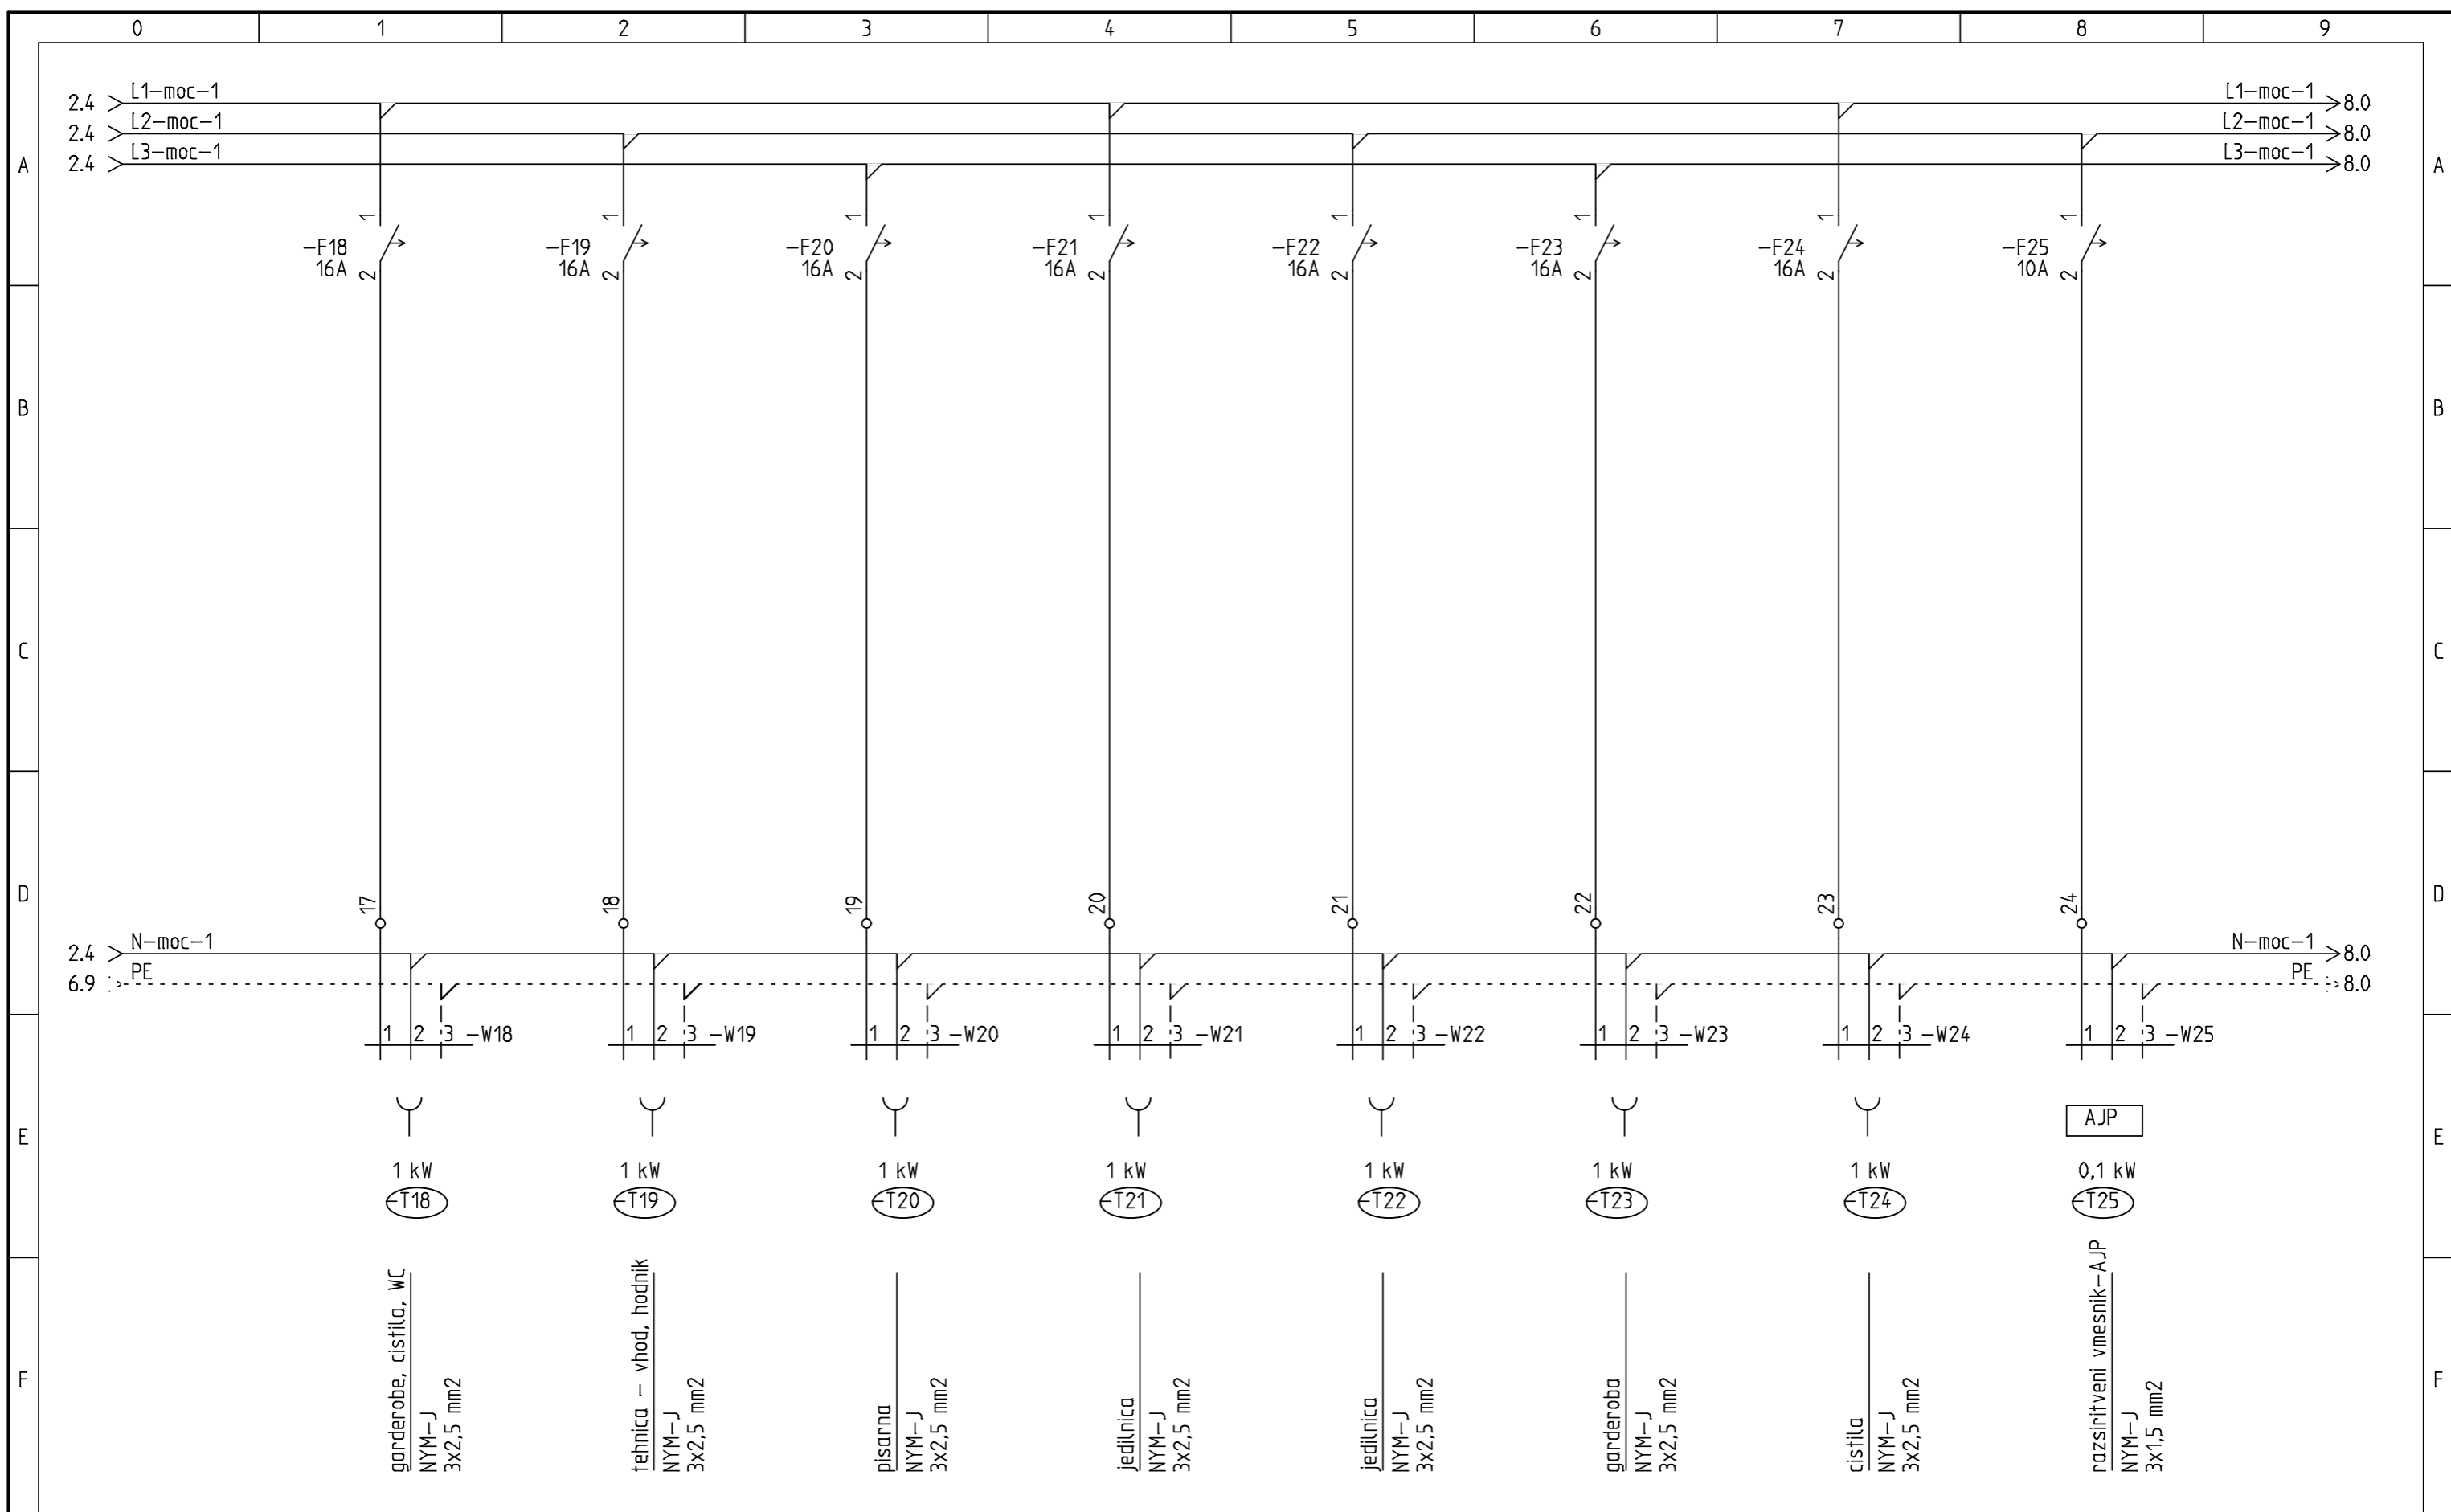 0 1 2 3 4 5 6 7 8 9
2.4 L1-moc-1 L1-moc-1 8.0
2.4 L2-moc-1 L2-moc-1 8.0
A 2.4 L3-moc-1 L3-moc-1 8.0 A
1 1 1 1 1 1 1 1
-F18 -F19 -F20 -F21 -F22 -F23 -F24 -F25
16A 16A 16A 16A 16A 16A 16A 10A
2 2 2 2 2 2 2 2
B B
C C
D D
17 18 19 20 21 22 23 24
2.4 N-moc-1 N-moc-1 8.0
6.9 PE PE 8.0
1 2 3 -W18 1 2 3 -W19 1 2 3 -W20 1 2 3 -W21 1 2 3 -W22 1 2 3 -W23 1 2 3 -W24 1 2 3 -W25
E AJP E
1 kW 1 kW 1 kW 1 kW 1 kW 1 kW 1 kW 0,1 kW
-T18 -T19 -T20 -T21 -T22 -T23 -T24 -T25
F F
garderobe, cistila, WC
NYM-J
3x2,5 mm2
tehnica - vhod, hodnik
NYM-J
3x2,5 mm2
pisarna
NYM-J
3x2,5 mm2
jedilnica
NYM-J
3x2,5 mm2
jedilnica
NYM-J
3x2,5 mm2
garderoba
NYM-J
3x2,5 mm2
cistila
NYM-J
3x2,5 mm2
razsiritveni vmesnik-AJP
NYM-J
3x1,5 mm2